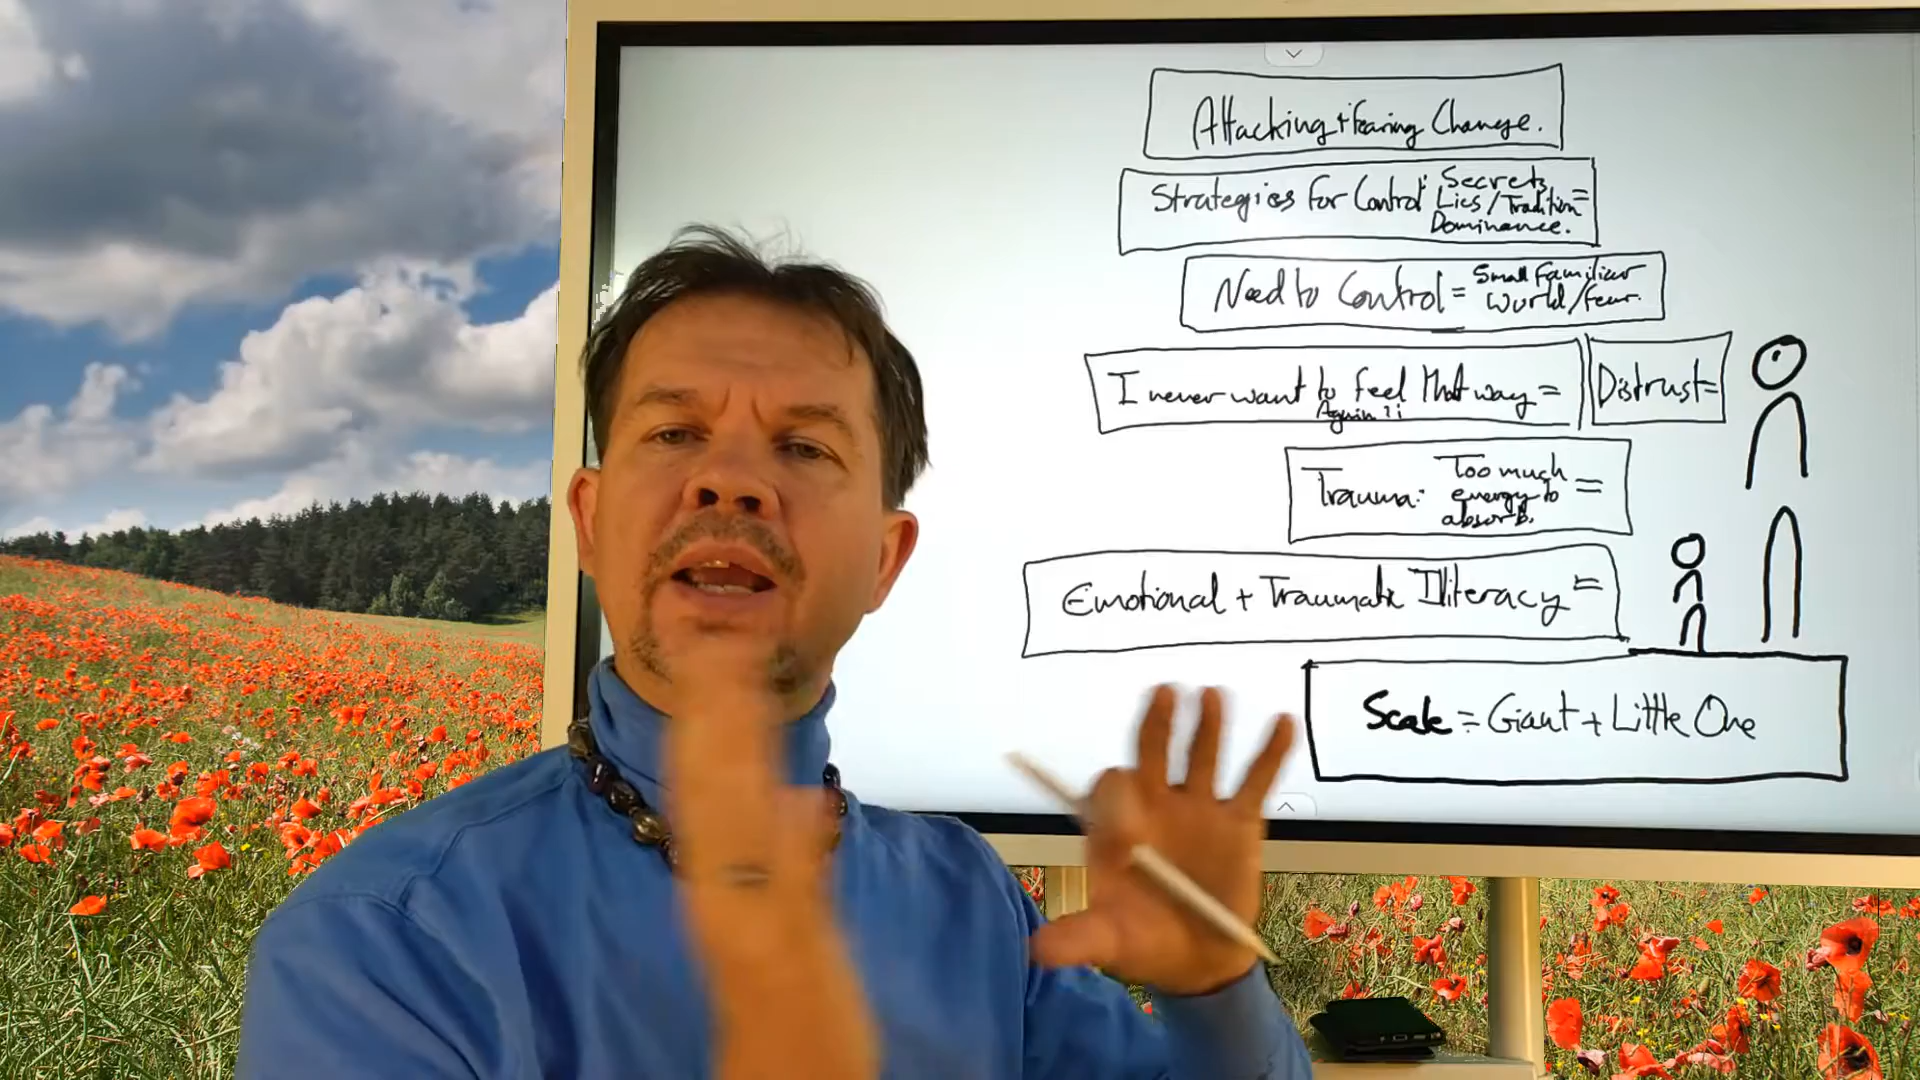 Attacking + fearing Change.
Strategies for Control: Secrets,
Lies/Tradition =
Dominance.
Need to Control = Small familiar
World/fear.
I never want to feel that way =
Again!¡
Distrust=
Trauma: Too much
energy to
absorb. =
Emotional + Traumatic Illiteracy =
Scale = Giant + Little One